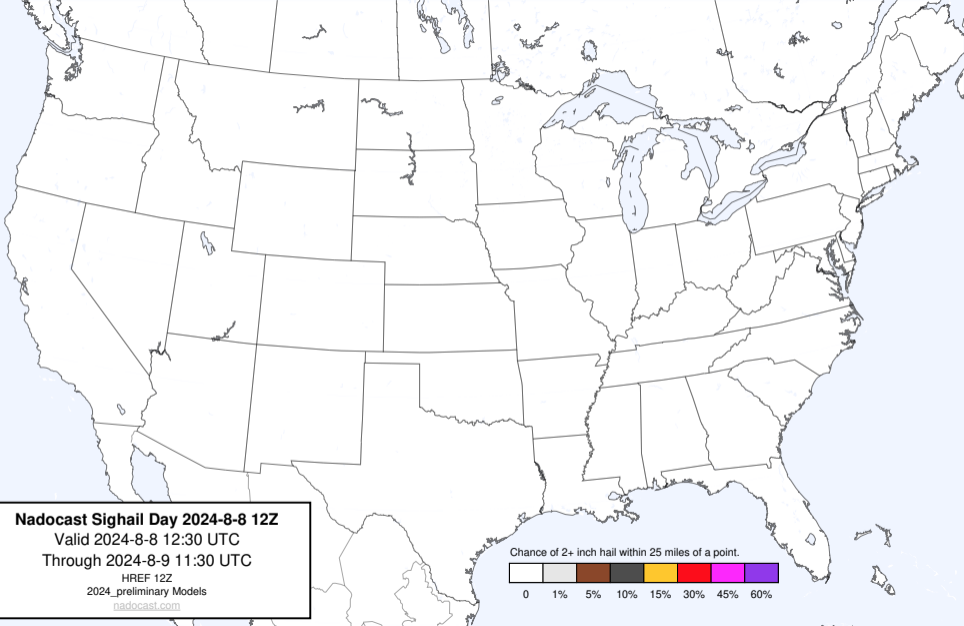 Nadocast Sighail Day 2024-8-8 12Z
Valid 2024-8-8 12:30 UTC
Through 2024-8-9 11:30 UTC
HREF 12Z
2024_preliminary Models
nadocast.com
Chance of 2+ inch hail within 25 miles of a point.
0 1% 5% 10% 15% 30% 45% 60%